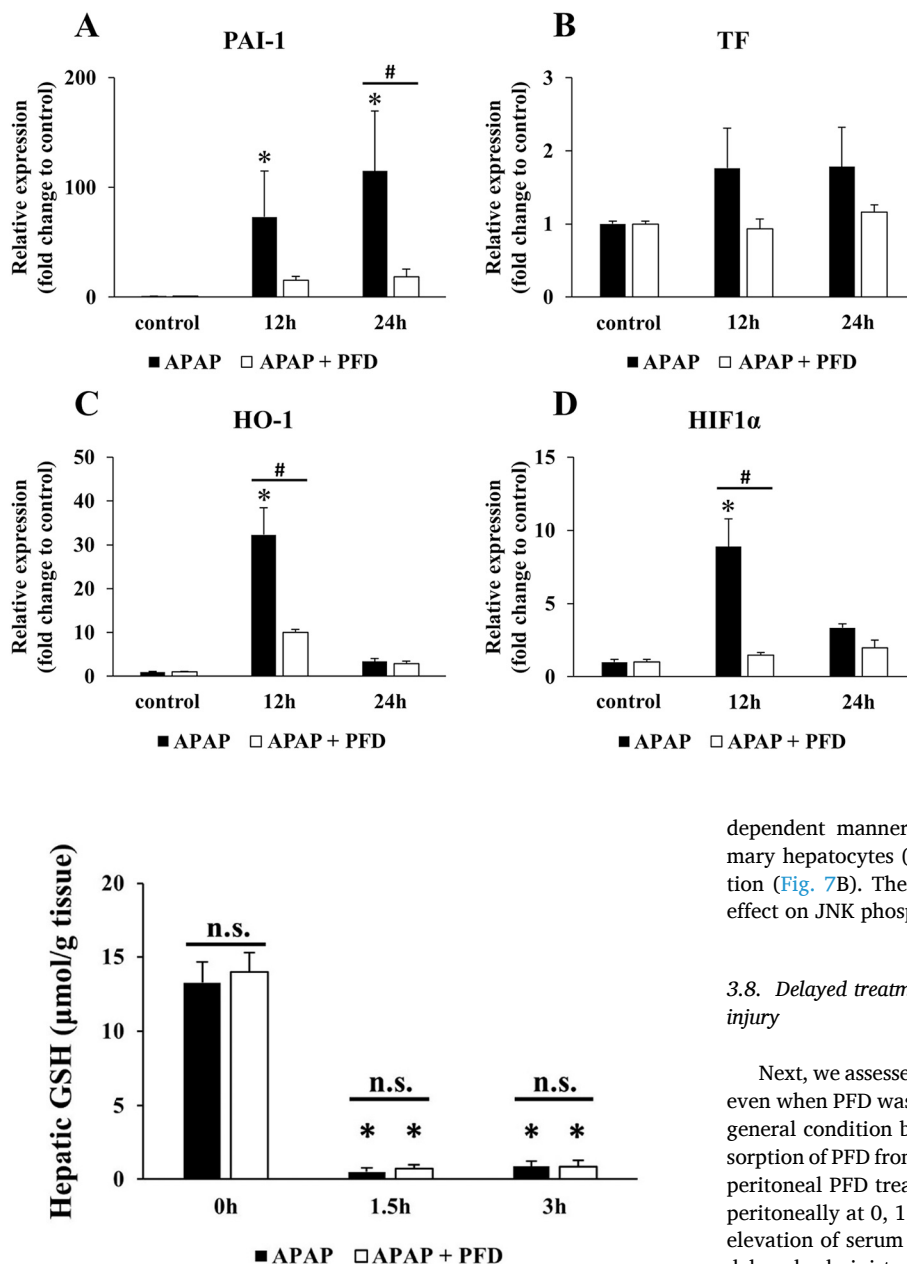 A
PAI-1
Relative expression
(fold change to control)
200
100
0
*
*
#
control
12h
24h
■ APAP □ APAP + PFD
B
TF
Relative expression
(fold change to control)
3
2
1
0
control
12h
24h
■ APAP □ APAP + PFD
C
HO-1
Relative expression
(fold change to control)
50
40
30
20
10
0
#
*
control
12h
24h
■ APAP □ APAP + PFD
D
HIF1α
Relative expression
(fold change to control)
15
10
5
0
#
*
control
12h
24h
■ APAP □ APAP + PFD
Hepatic GSH (μmol/g tissue)
20
15
10
5
0
n.s.
n.s.
* *
n.s.
* *
0h
1.5h
3h
■ APAP □ APAP + PFD
dependent manner
mary hepatocytes (
tion (Fig. 7B). The
effect on JNK phosp
3.8. Delayed treatm
injury
Next, we assesse
even when PFD was
general condition b
sorption of PFD from
peritoneal PFD trea
peritoneally at 0, 1
elevation of serum